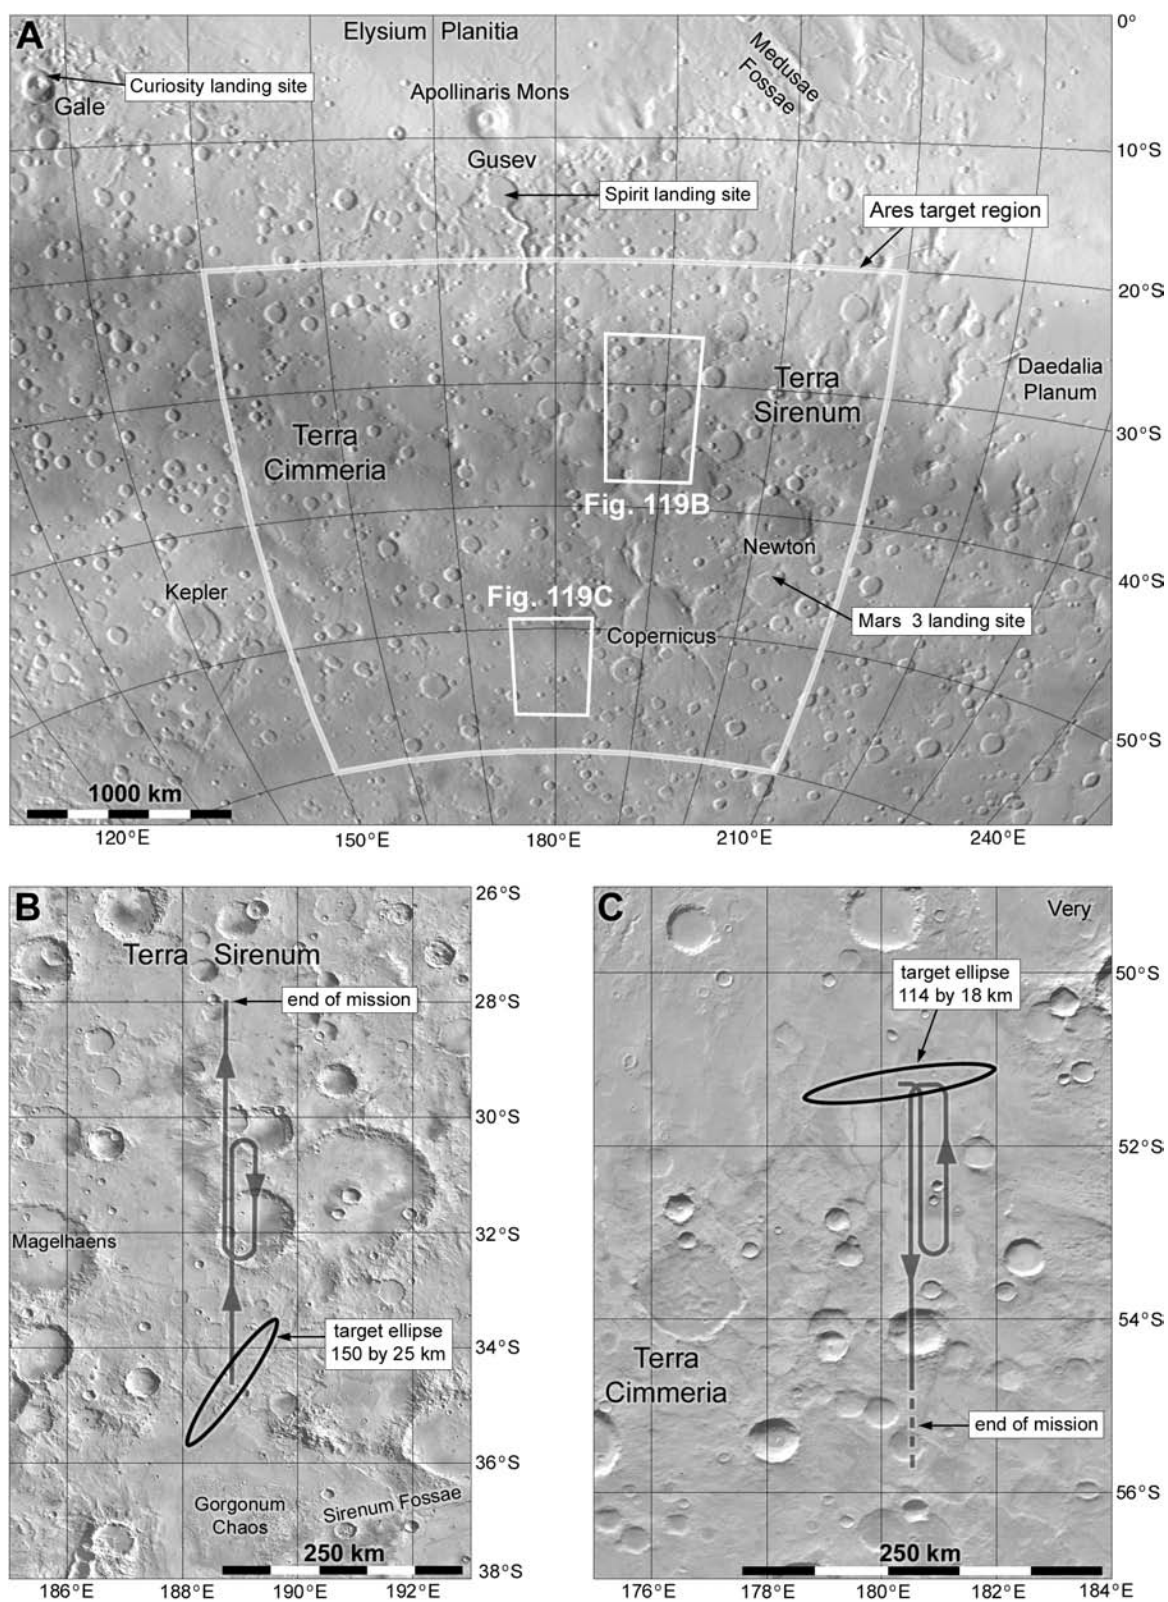 A
Elysium Planitia
0°
Medusae
Fossae
Curiosity landing site
Gale
Apollinaris Mons
10°S
Gusev
Spirit landing site
Ares target region
20°S
Terra
Sirenum
Daedalia
Planum
30°S
Terra
Cimmeria
Fig. 119B
Newton
40°S
Kepler
Fig. 119C
Mars 3 landing site
Copernicus
50°S
1000 km
120°E
150°E
180°E
210°E
240°E
B
26°S
Terra Sirenum
end of mission
28°S
30°S
32°S
Magelhaens
target ellipse
150 by 25 km
34°S
36°S
Gorgonum
Chaos
Sirenum Fossae
250 km
38°S
186°E
188°E
190°E
192°E
C
Very
50°S
target ellipse
114 by 18 km
52°S
54°S
Terra
Cimmeria
end of mission
56°S
250 km
176°E
178°E
180°E
182°E
184°E